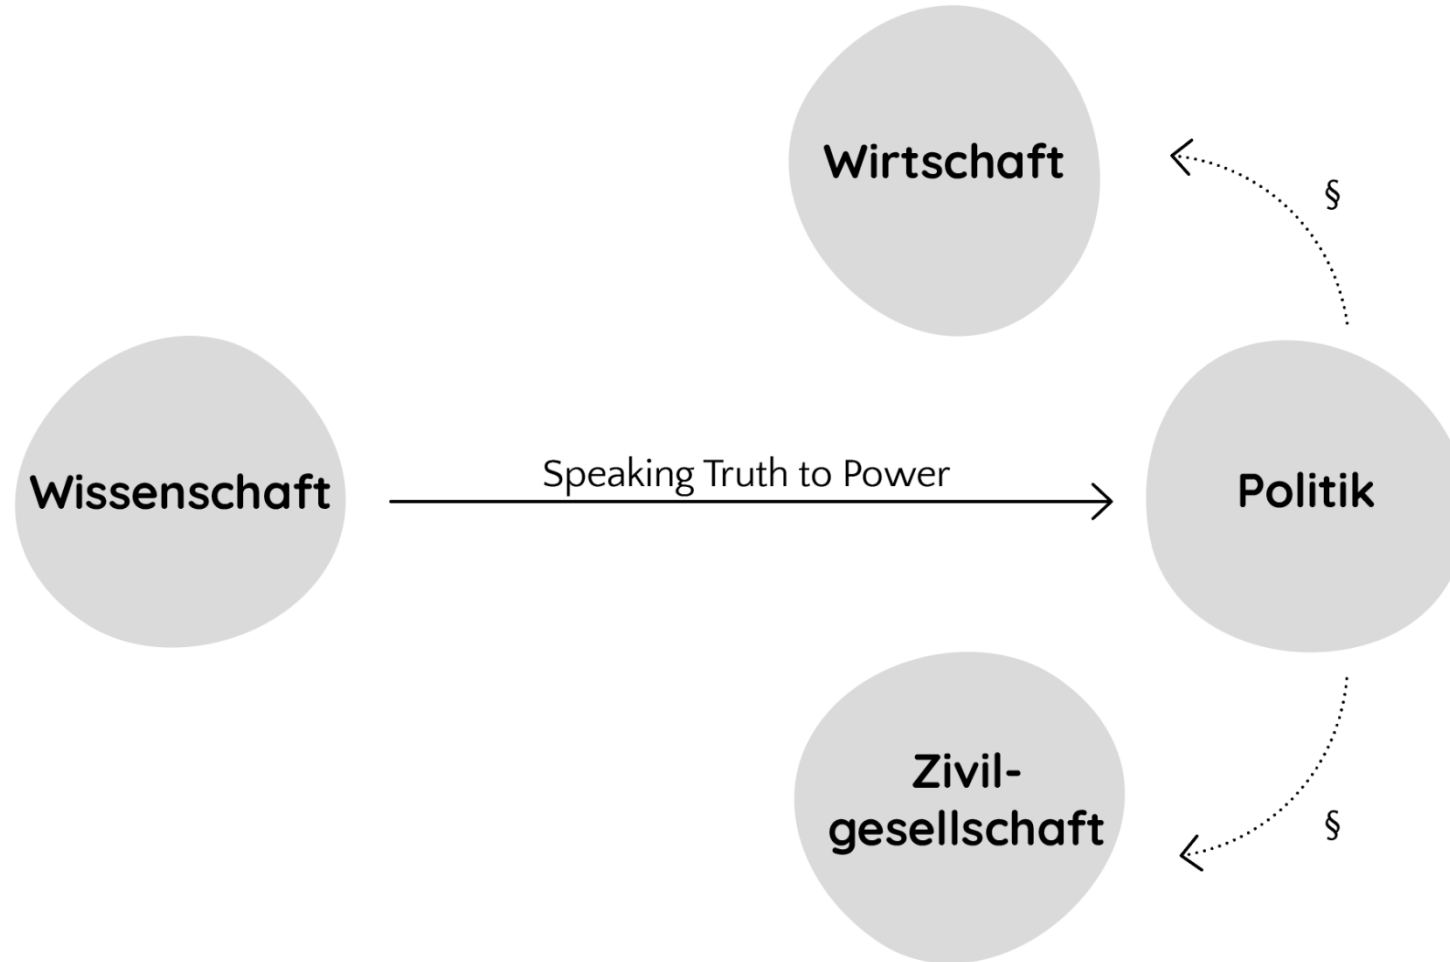 Wirtschaft
§
Wissenschaft
Speaking Truth to Power
Politik
Zivil-
gesellschaft
§